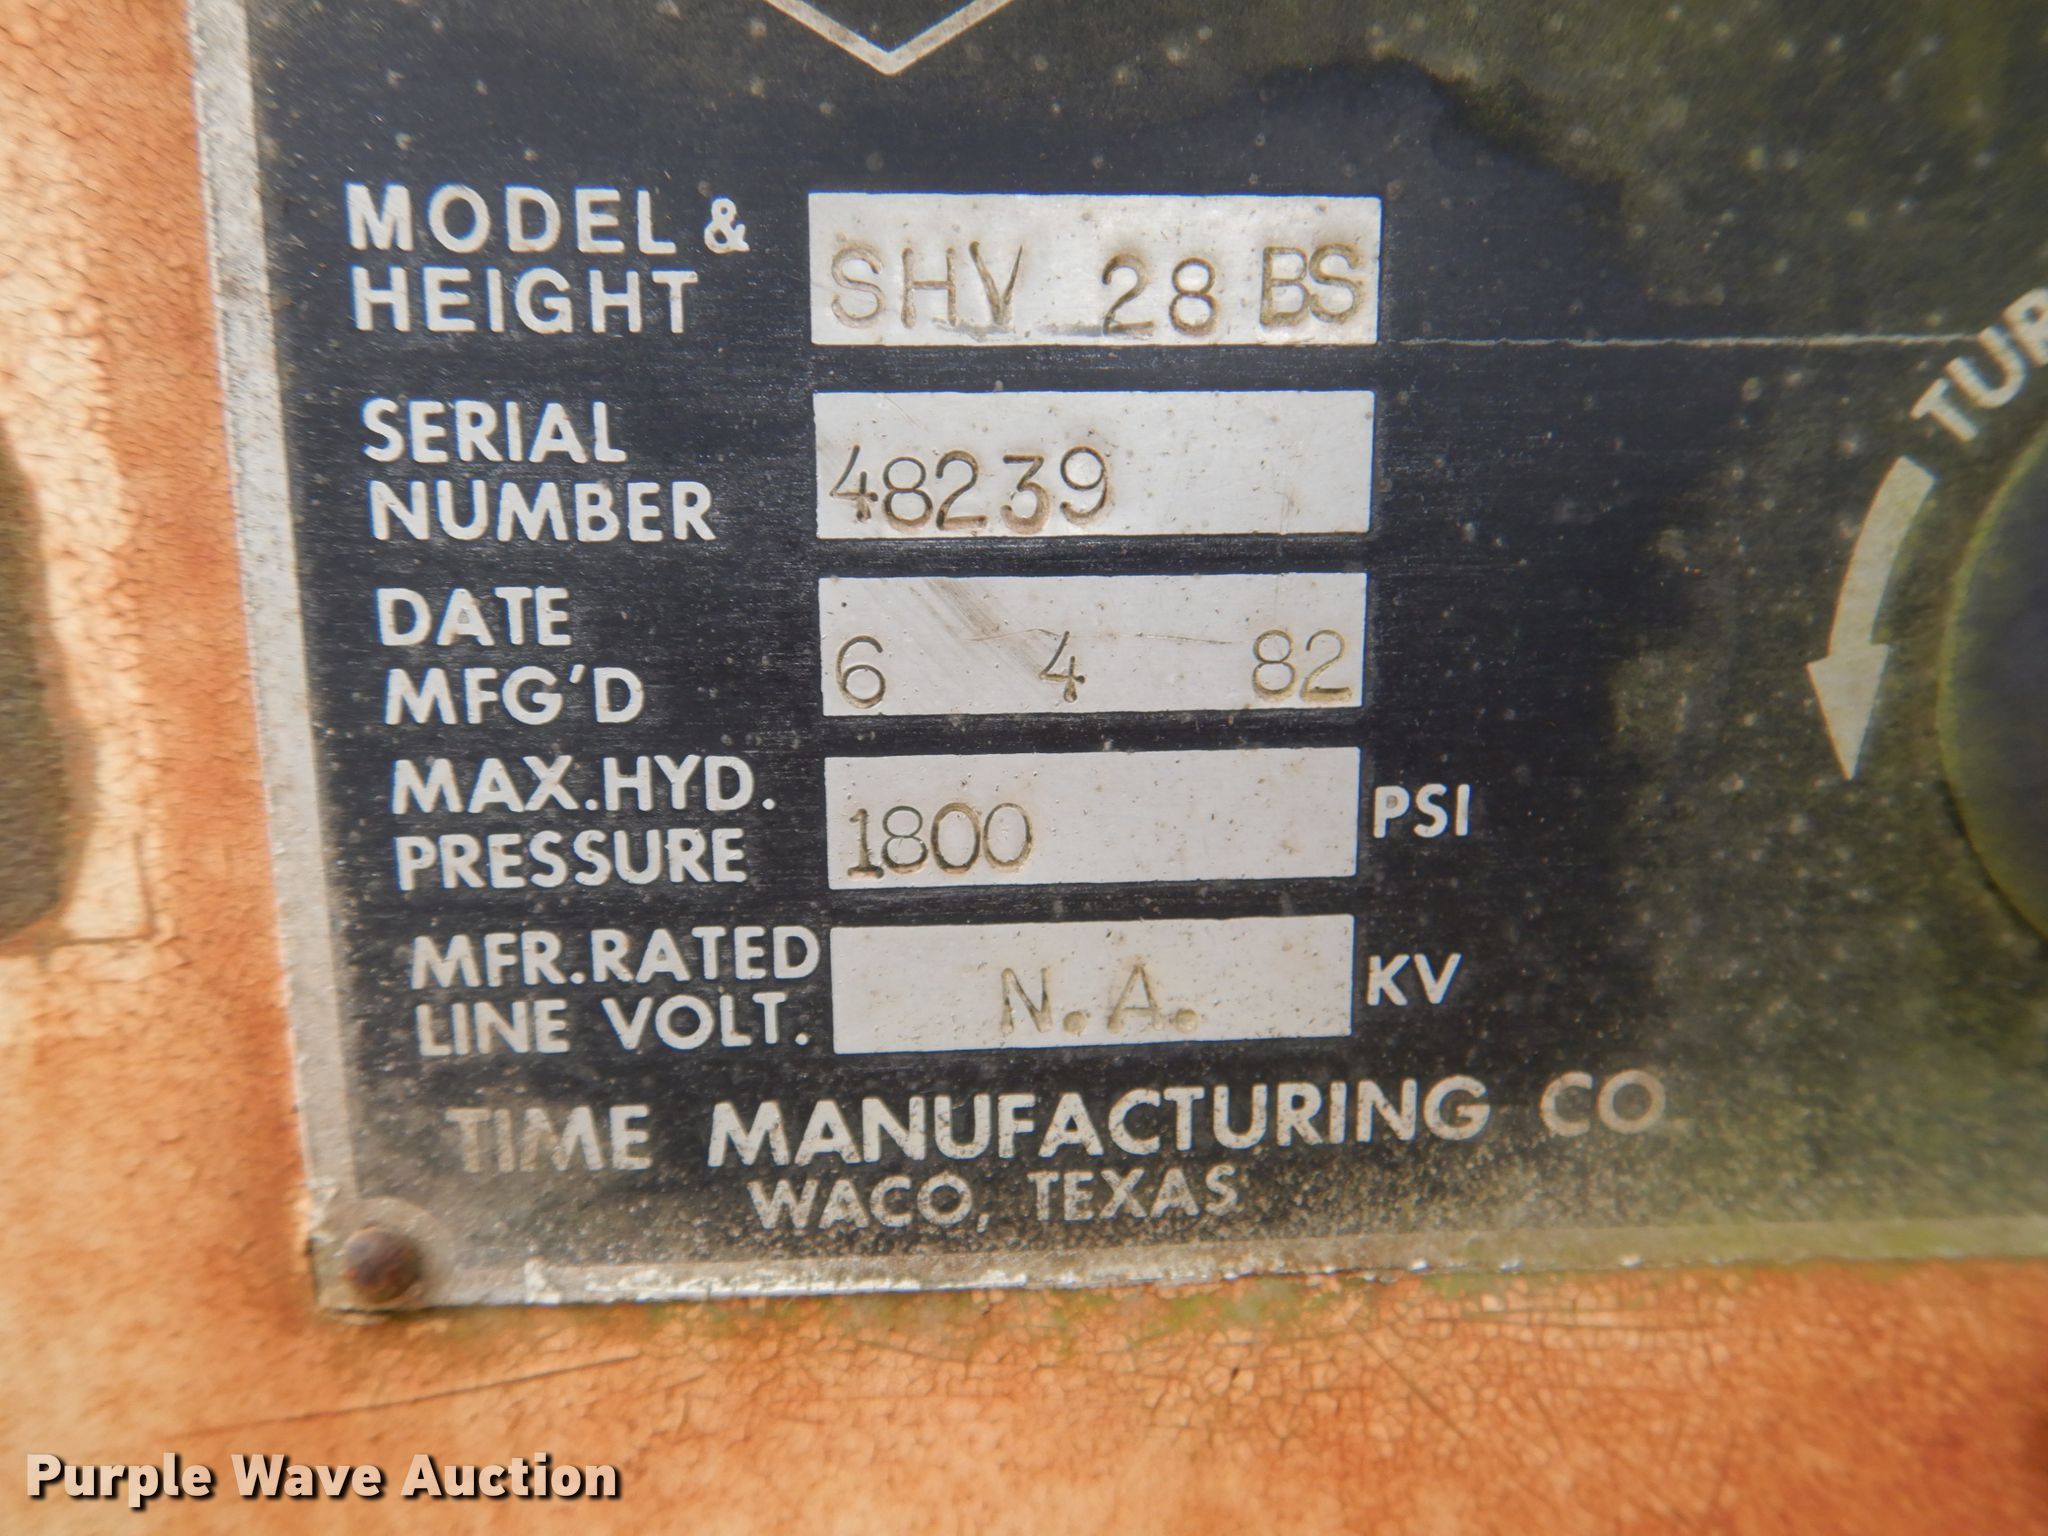 MODEL & HEIGHT SHV 28 BS
SERIAL NUMBER 48239
DATE MFG'D 6 4 82
MAX.HYD. PRESSURE 1800 PSI
MFR.RATED LINE VOLT. N.A. KV
TIME MANUFACTURING CO.
WACO, TEXAS
Purple Wave Auction